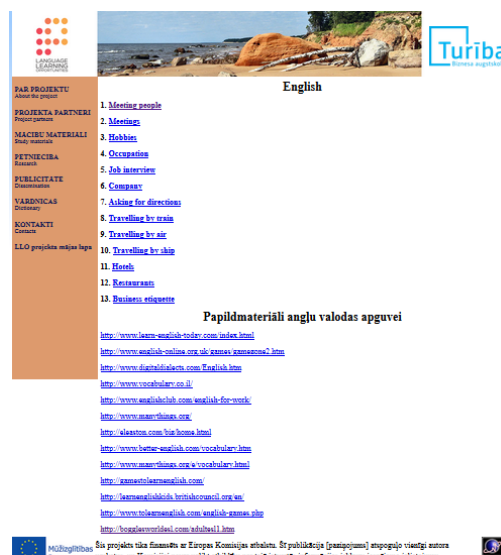 LANGUAGE
LEARNING
OPPORTUNITIES
Turība
Biznesa augstskola
PAR PROJEKTU
About the project
PROJEKTA PARTNERI
Project partners
MĀCĪBU MATERIĀLI
Study materials
PĒTNIECĪBA
Research
PUBLICITĀTE
Dissemination
VĀRDNĪCAS
Dictionary
KONTAKTI
Contacts
LLO projekta mājas lapa
English
1. Meeting people
2. Meetings
3. Hobbies
4. Occupation
5. Job interview
6. Company
7. Asking for directions
8. Travelling by train
9. Travelling by air
10. Travelling by ship
11. Hotels
12. Restaurants
13. Business etiquette
Papildmateriāli angļu valodas apguvei
http://www.learn-english-today.com/index.html
http://www.english-online.org.uk/games/gamezone2.htm
http://www.digitaldialects.com/English.htm
http://www.vocabulary.co.il/
http://www.englishclub.com/english-for-work/
http://www.manythings.org/
http://eleaston.com/biz/home.html
http://www.better-english.com/vocabulary.htm
http://www.manythings.org/e/vocabulary.html
http://gamestolearnenglish.com/
http://learnenglishkids.britishcouncil.org/en/
http://www.tolearnenglish.com/english-games.php
http://bogglesworldesl.com/adultesl1.htm
Mūžizglītības
Šis projekts tika finansēts ar Eiropas Komisijas atbalstu. Šī publikācija [paziņojums] atspoguļo vienīgi autora